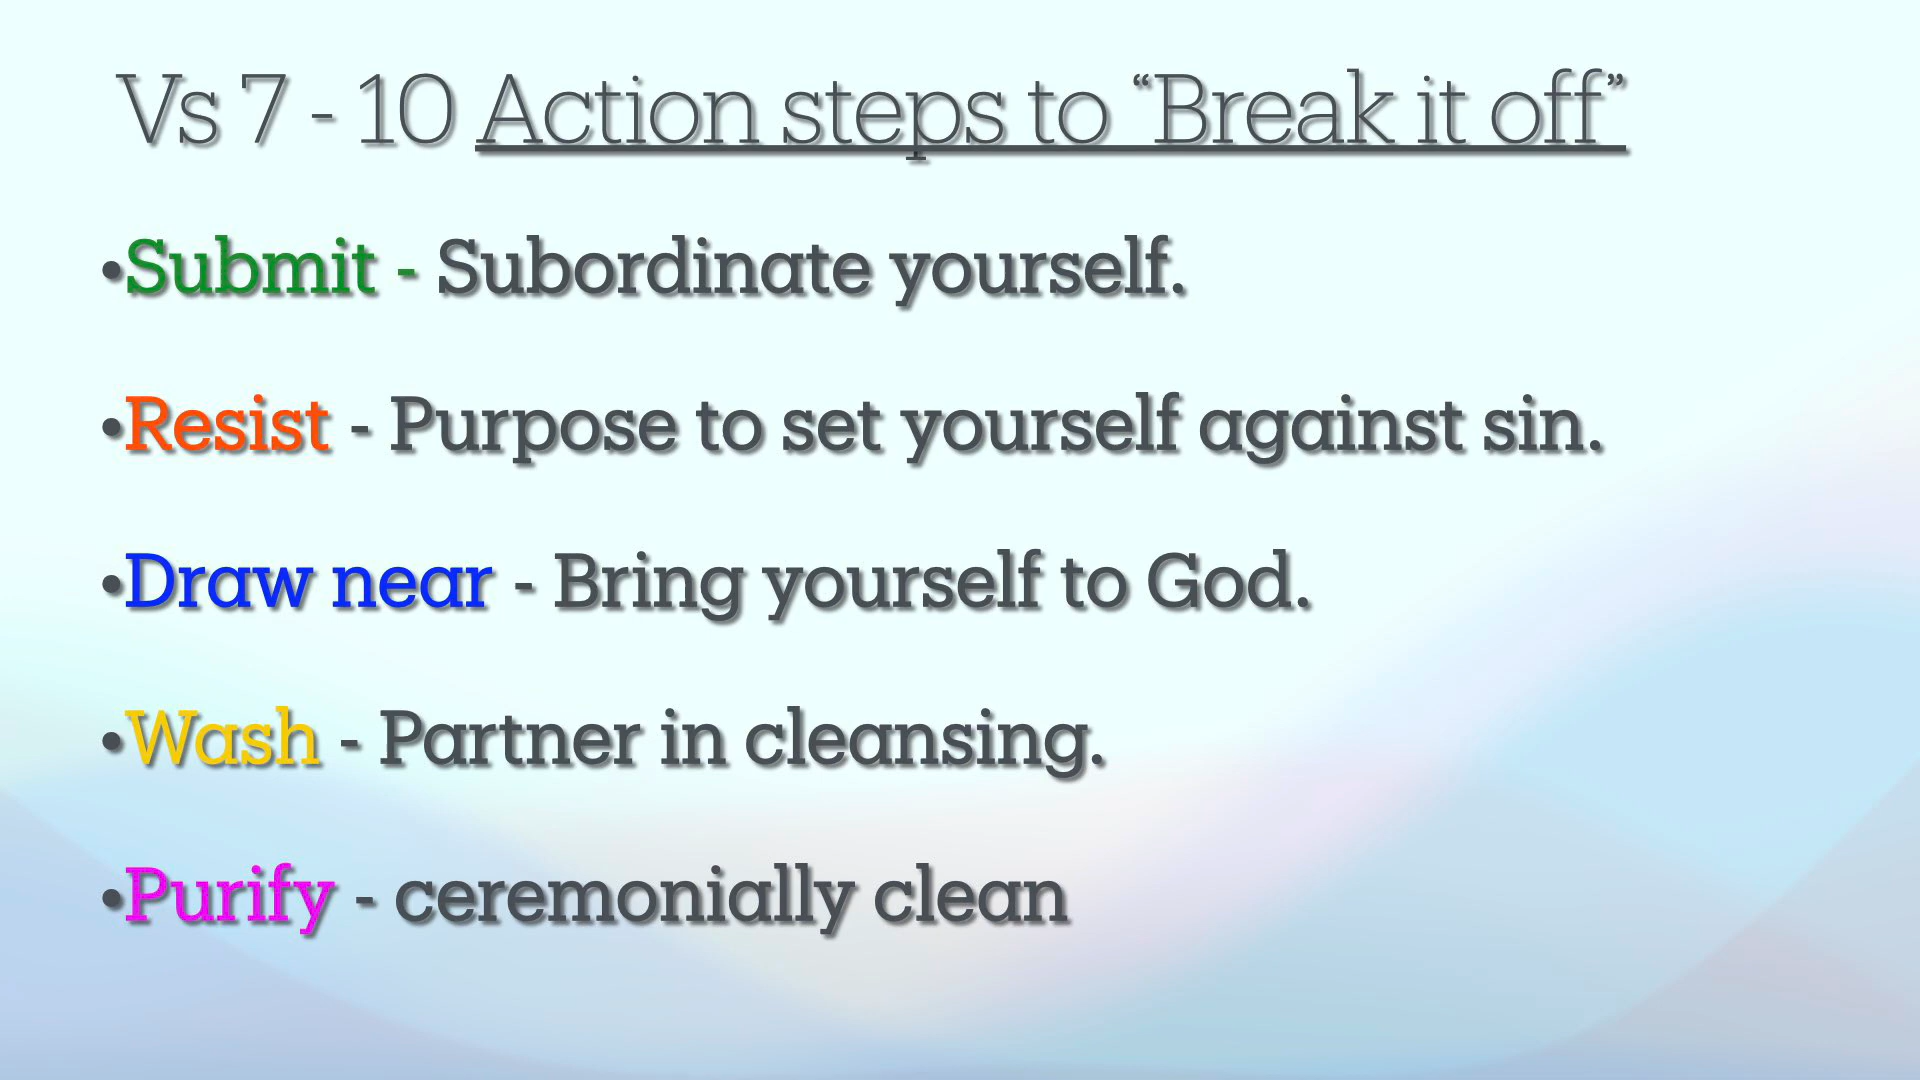 Vs 7 - 10 Action steps to “Break it off”
•Submit - Subordinate yourself.
•Resist - Purpose to set yourself against sin.
•Draw near - Bring yourself to God.
•Wash - Partner in cleansing.
•Purify - ceremonially clean